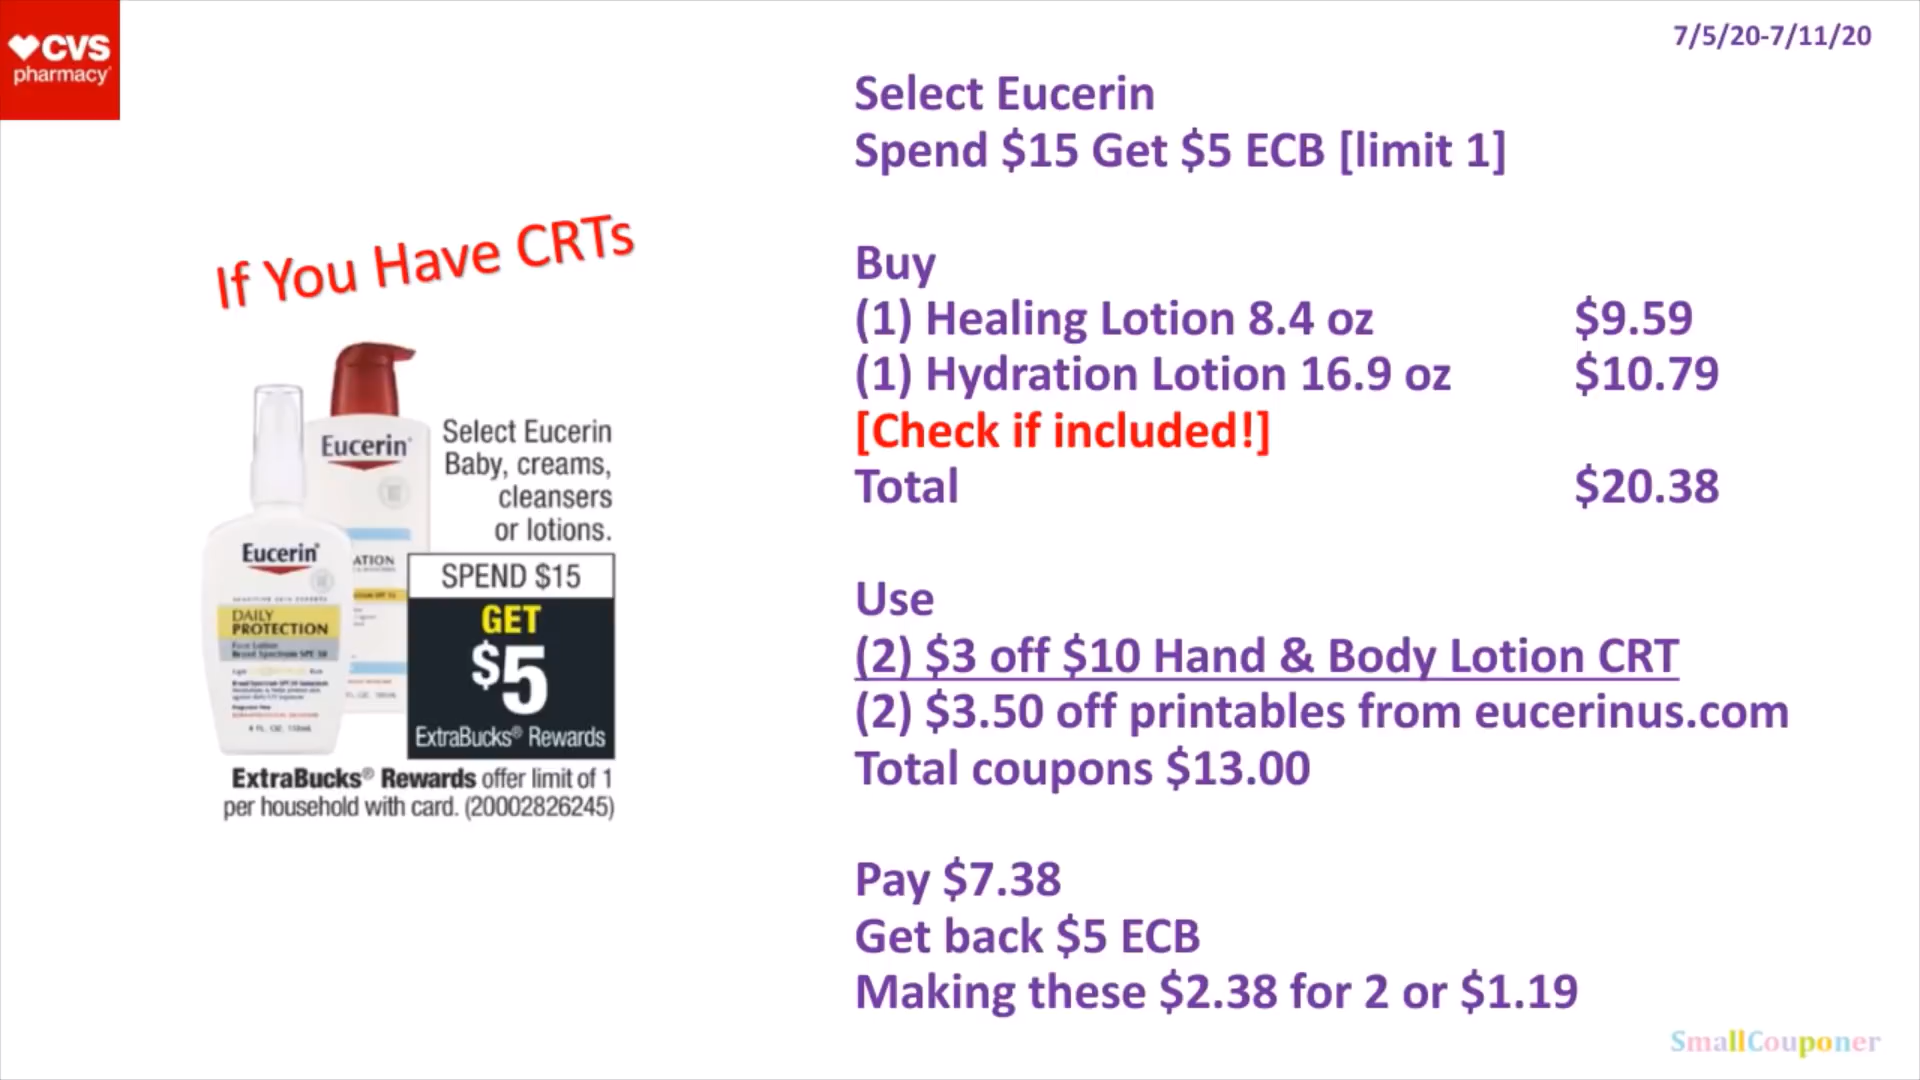 CVS
pharmacy
7/5/20-7/11/20
Select Eucerin
Spend $15 Get $5 ECB [limit 1]
If You Have CRTs
Buy
(1) Healing Lotion 8.4 oz $9.59
(1) Hydration Lotion 16.9 oz $10.79
[Check if included!]
Total $20.38
Use
(2) $3 off $10 Hand & Body Lotion CRT
(2) $3.50 off printables from eucerinus.com
Total coupons $13.00
Pay $7.38
Get back $5 ECB
Making these $2.38 for 2 or $1.19
Eucerin
Eucerin
DAILY
PROTECTION
Select Eucerin
Baby, creams,
cleansers
or lotions.
SPEND $15
GET
$5
ExtraBucks® Rewards
ExtraBucks® Rewards offer limit of 1
per household with card. (20002826245)
SmallCouponer